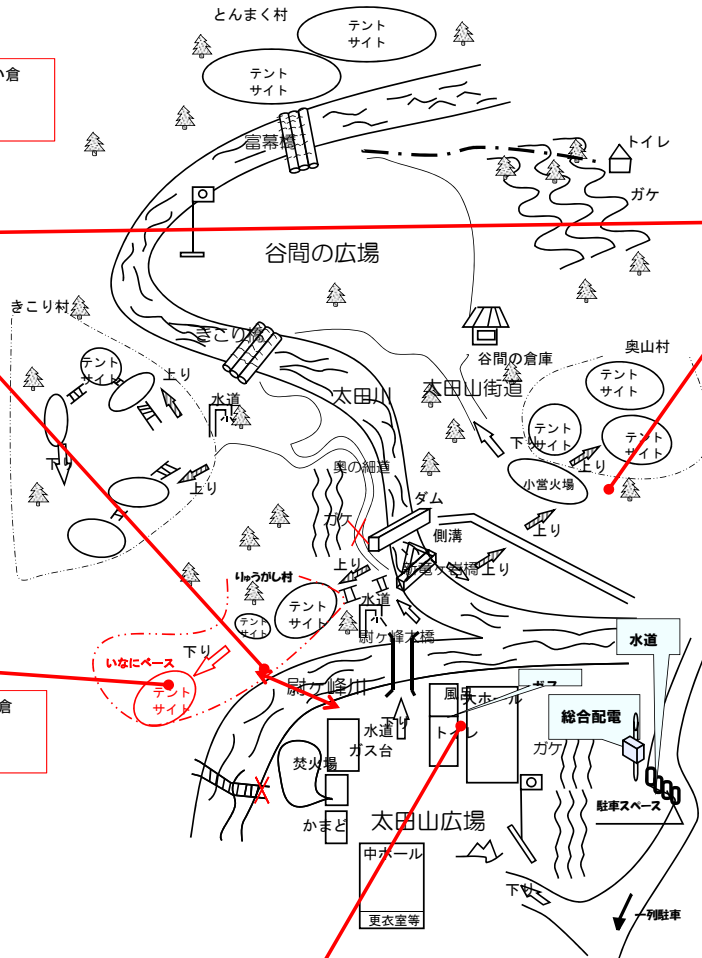 とんまく村
テント
サイト
テント
サイト
い倉
富幕橋
トイレ
ガケ
谷間の広場
きこり村
きこり橋
テント
サイト
上り
水道
太田川
太田山街道
谷間の倉庫
奥山村
テント
サイト
下り
テント
サイト
テント
サイト
上り
小営火場
下り
上り
奥の細道
ダム
ガケ
側溝
上り
上り
上り
りゅうがし村
水道
テント
サイト
テント
サイト
尉ヶ峰大橋
水道
下り
いなにベース
テント
サイト
尉ヶ峰川
倉
ガス
風呂
大ホール
トイレ
総合配電
ガケ
水道
ガス台
下り
焚火場
かまど
太田山広場
駐車スペース
中ホール
更衣室等
下り
一列駐車